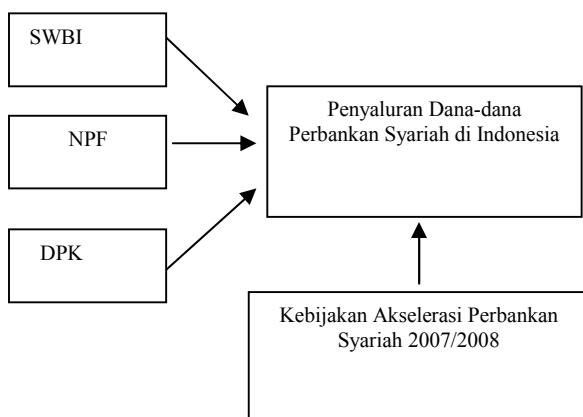 SWBI
NPF
DPK
Penyaluran Dana-dana
Perbankan Syariah di Indonesia
Kebijakan Akselerasi Perbankan
Syariah 2007/2008